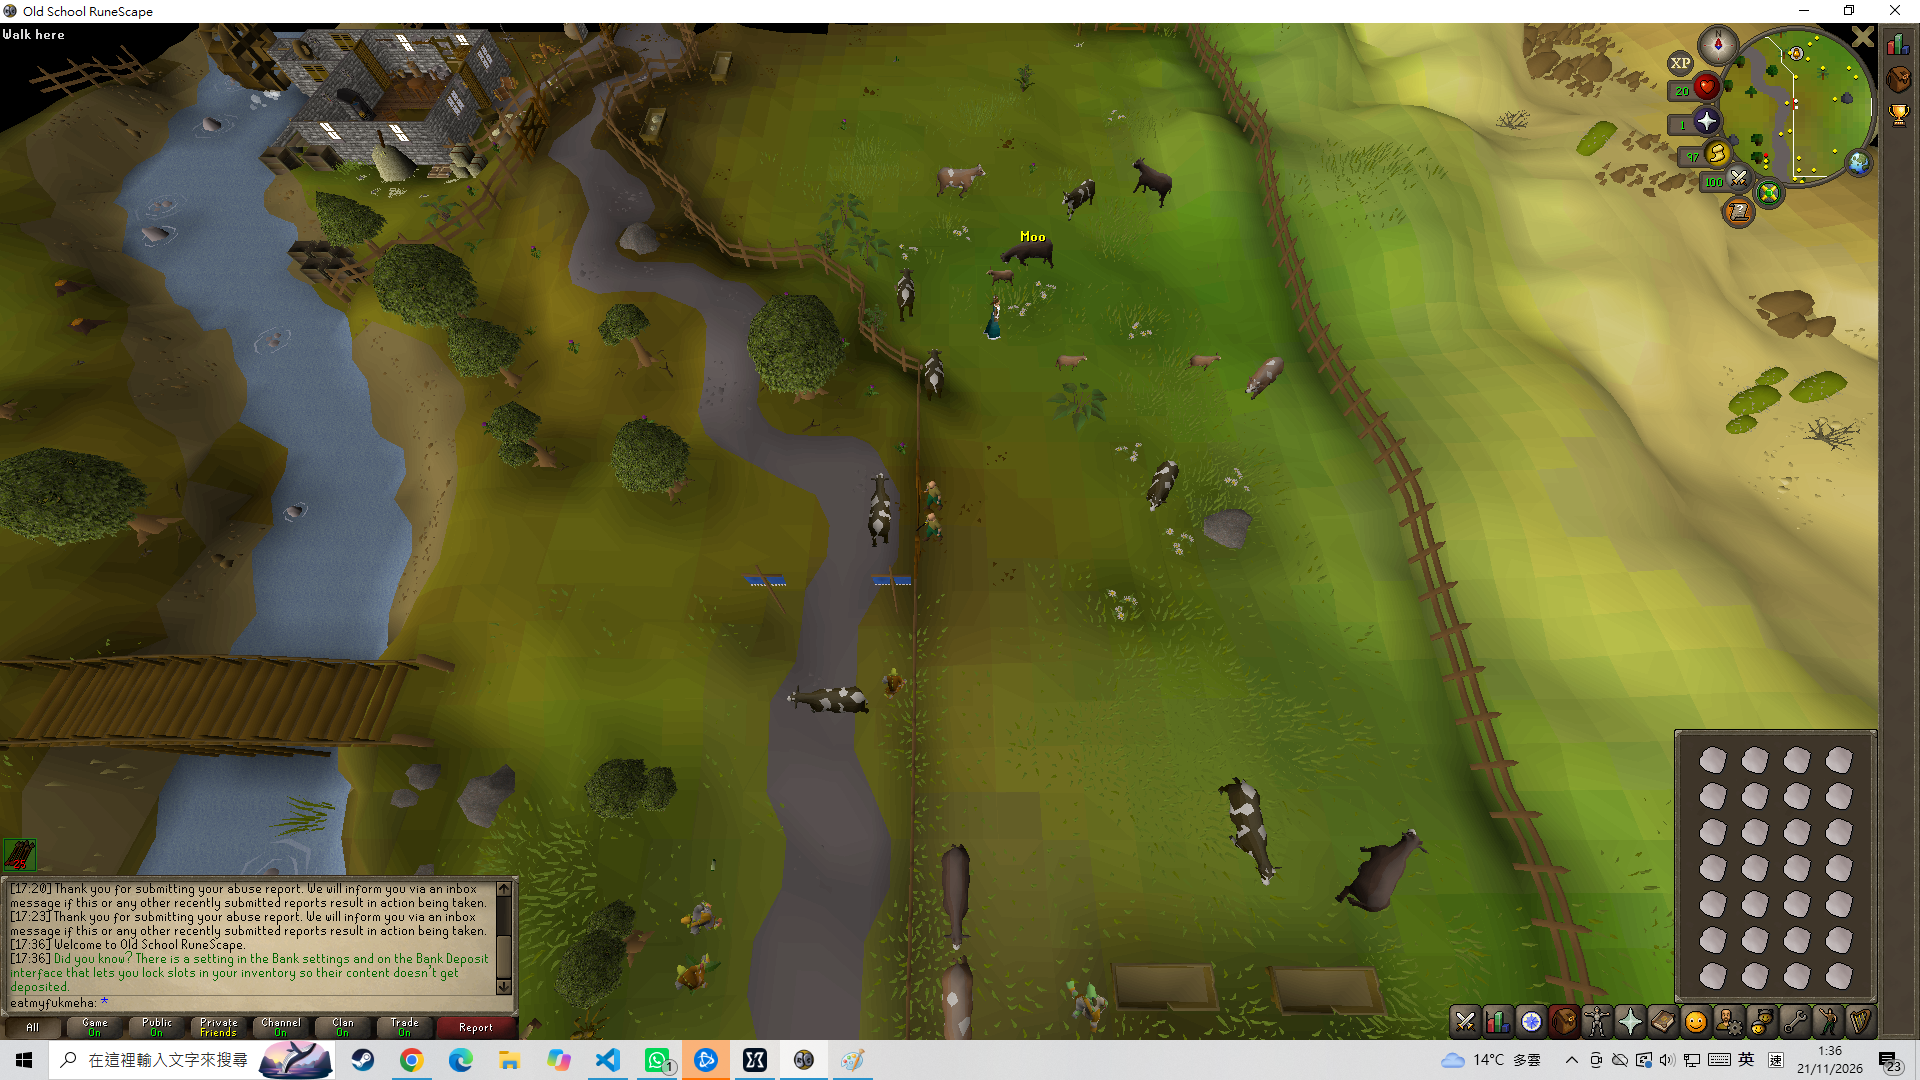 Old School RuneScape
Walk here
N
XP
20
1
97
100
Moo
25
[17:20] Thank you for submitting your abuse report. We will inform you via an inbox
message if this or any other recently submitted reports result in action being taken.
[17:23] Thank you for submitting your abuse report. We will inform you via an inbox
message if this or any other recently submitted reports result in action being taken.
[17:36] Welcome to Old School RuneScape.
[17:36] Did you know? There is a setting in the Bank settings and on the Bank Deposit
interface that lets you lock slots in your inventory so their content doesn't get
deposited.
eatmyfukmeha: *
All
Game
On
Public
On
Private
Friends
Channel
On
Clan
On
Trade
On
Report
在這裡輸入文字來搜尋
1
14°C 多雲
英
速
1:36
21/11/2026
23